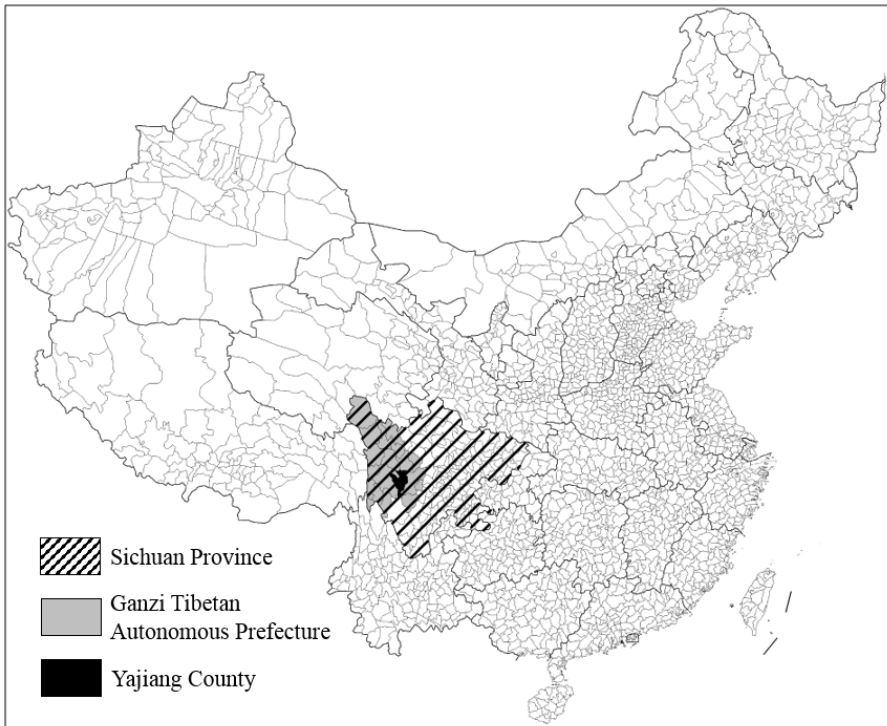 Sichuan Province
Ganzi Tibetan
Autonomous Prefecture
Yajiang County